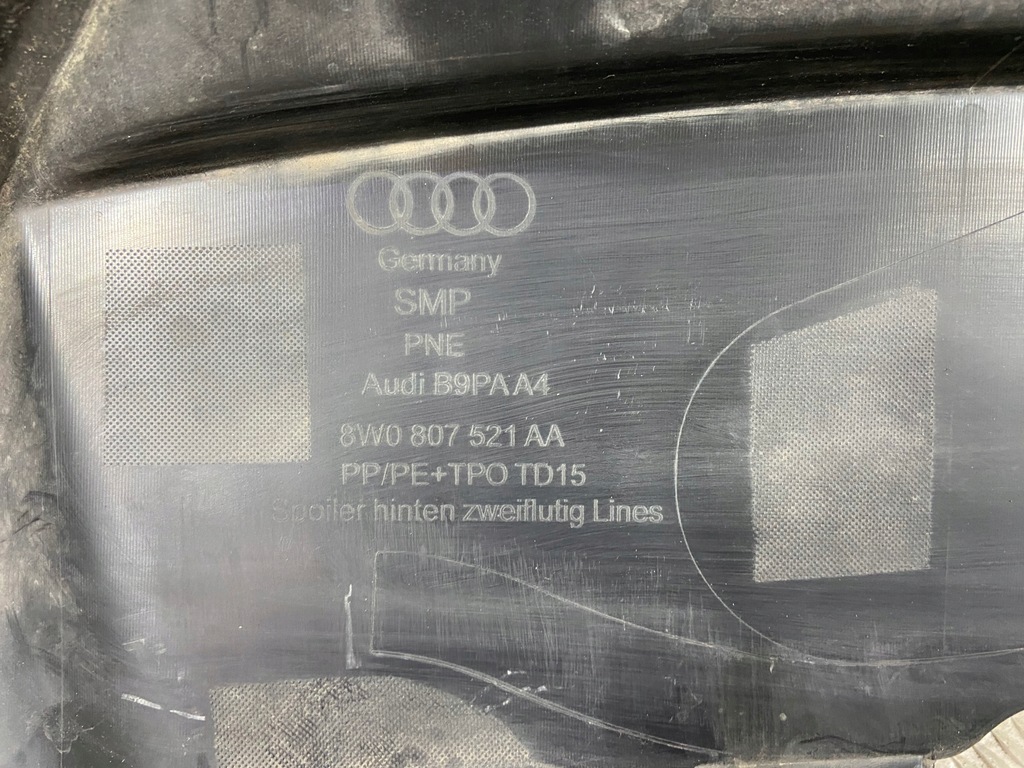 Germany
SMP
PNE
Audi B9PA A4
8W0 807 521 AA
PP/PE+TPO TD15
Spoiler hinten zweiflutig Lines